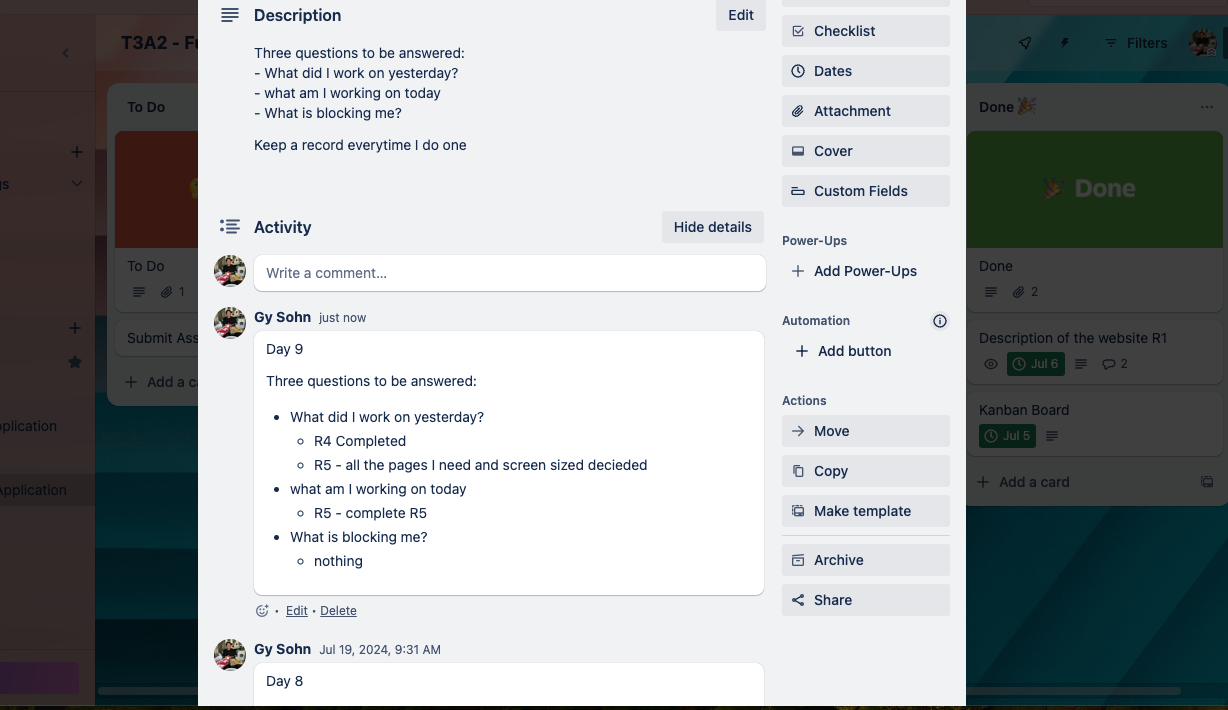 Description
Edit
Three questions to be answered:
- What did I work on yesterday?
- what am I working on today
- What is blocking me?
Keep a record everytime I do one
Activity
Hide details
Write a comment...
Gy Sohn just now
Day 9
Three questions to be answered:
• What did I work on yesterday?
◦ R4 Completed
◦ R5 - all the pages I need and screen sized decieded
• what am I working on today
◦ R5 - complete R5
• What is blocking me?
◦ nothing
• Edit • Delete
Gy Sohn Jul 19, 2024, 9:31 AM
Day 8
Checklist
Dates
Attachment
Cover
Custom Fields
Power-Ups
+ Add Power-Ups
Automation
+ Add button
Actions
Move
Copy
Make template
Archive
Share
T3A2 - Fu
To Do
To Do
1
Submit Ass
+ Add a ca
gs
plication
Application
Filters
Done 🎉
🎉 Done
Done
2
Description of the website R1
Jul 6
2
Kanban Board
Jul 5
+ Add a card